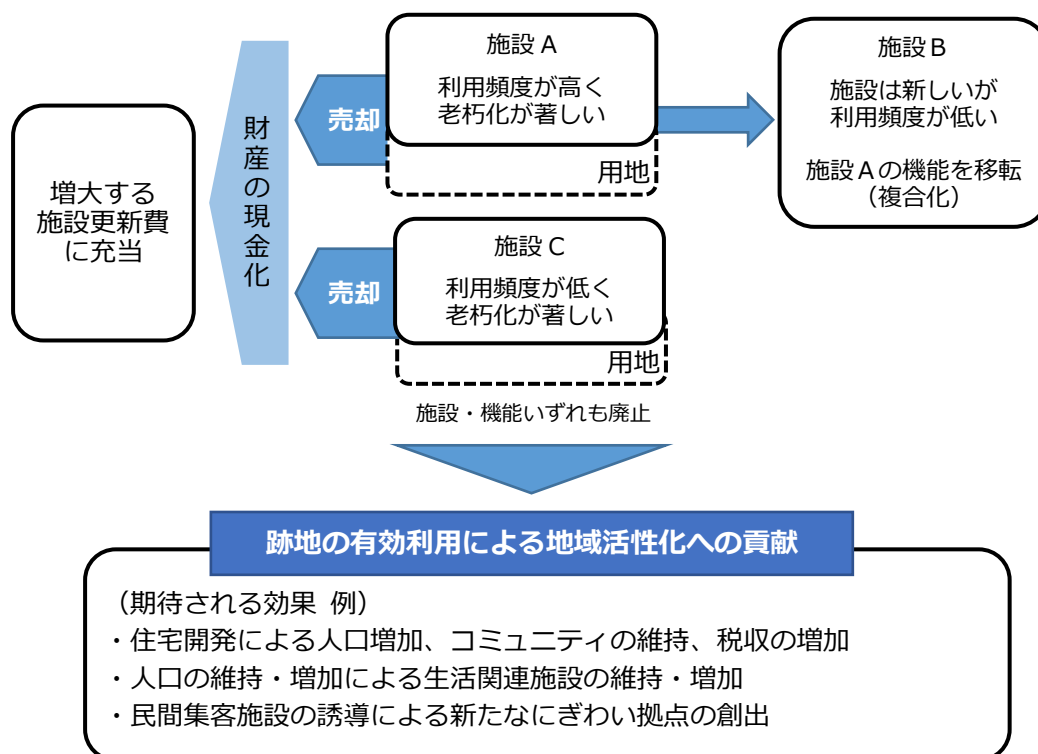 施設A
利用頻度が高く
老朽化が著しい
用地
売却
施設B
施設は新しいが
利用頻度が低い
施設Aの機能を移転
（複合化）
財産の現金化
増大する
施設更新費
に充当
施設C
利用頻度が低く
老朽化が著しい
用地
売却
施設・機能いずれも廃止
跡地の有効利用による地域活性化への貢献
（期待される効果 例）
・住宅開発による人口増加、コミュニティの維持、税収の増加
・人口の維持・増加による生活関連施設の維持・増加
・民間集客施設の誘導による新たなにぎわい拠点の創出